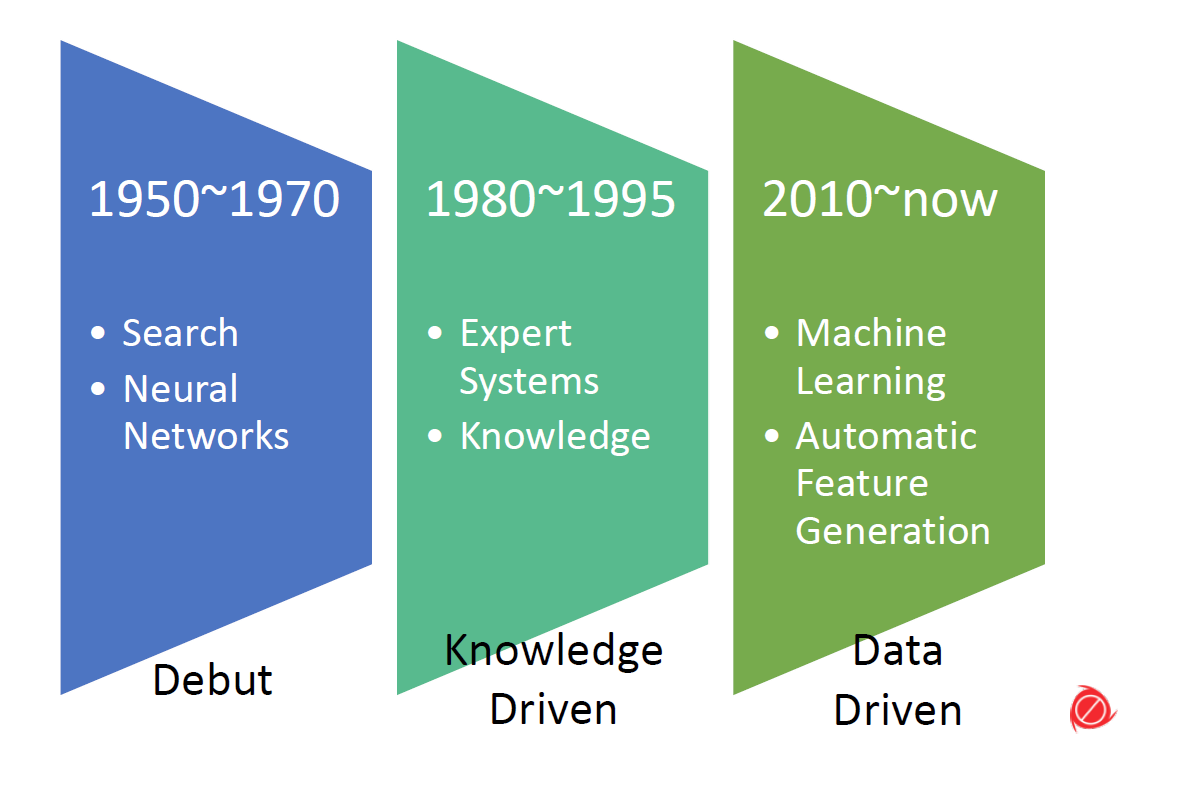 1950~1970
• Search
• Neural
Networks
Debut
1980~1995
• Expert
Systems
• Knowledge
Knowledge
Driven
2010~now
• Machine
Learning
• Automatic
Feature
Generation
Data
Driven